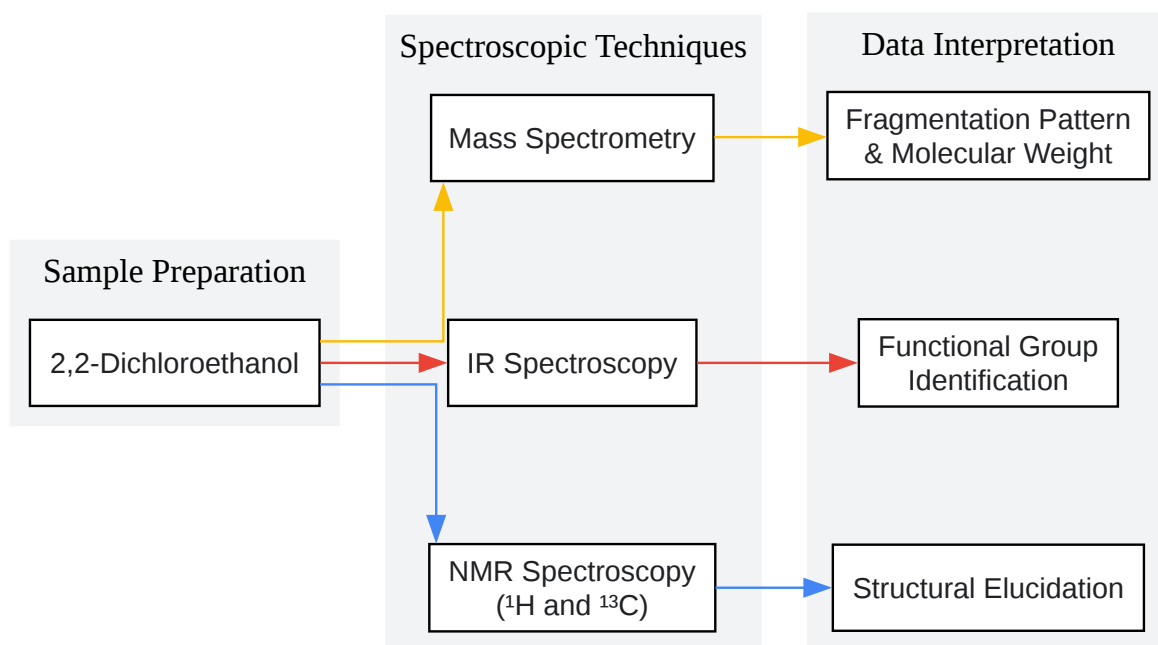 Sample Preparation
2,2-Dichloroethanol
Spectroscopic Techniques
Mass Spectrometry
IR Spectroscopy
NMR Spectroscopy
(¹H and ¹³C)
Data Interpretation
Fragmentation Pattern
& Molecular Weight
Functional Group
Identification
Structural Elucidation